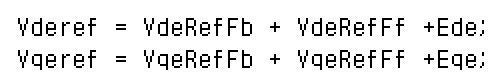 Vderef = VdeRefFb + VdeRefFf +Ede;
Vqeref = VqeRefFb + VqeRefFf +Eqe;